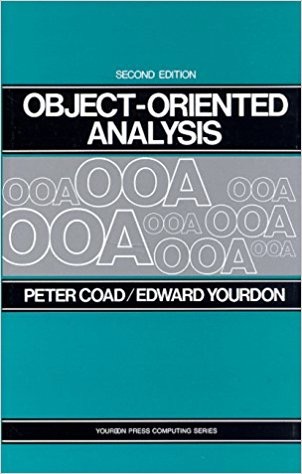 SECOND EDITION
OBJECT-ORIENTED
ANALYSIS
OOA OOA OOA
OOA OOA OOA
OOA OOA
PETER COAD/EDWARD YOURDON
YOURDON PRESS COMPUTING SERIES